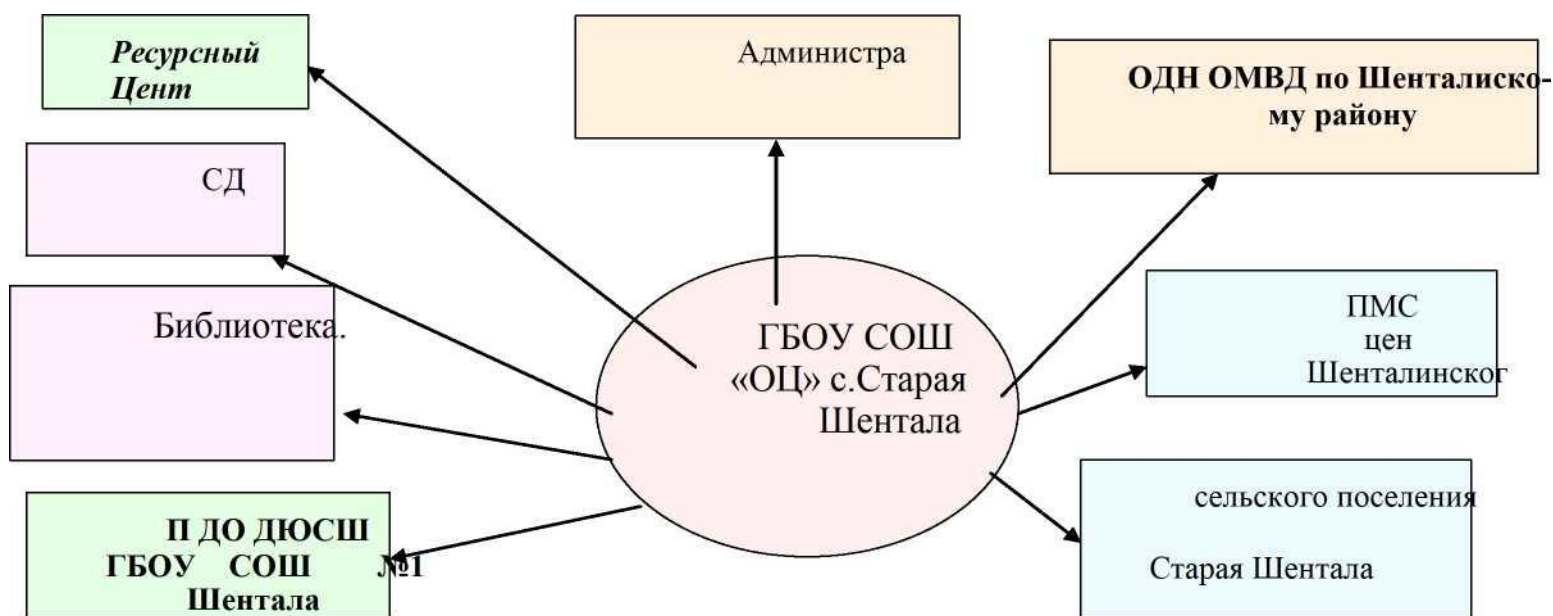 Ресурсный
Цент
Администра
ОДН ОМВД по Шенталиско-
му району
СД
Библиотека.
ГБОУ СОШ
«ОЦ» с.Старая
Шентала
ПМС
цен
Шенталинског
П ДО ДЮСШ
ГБОУ СОШ №1
Шентала
сельского поселения
Старая Шентала